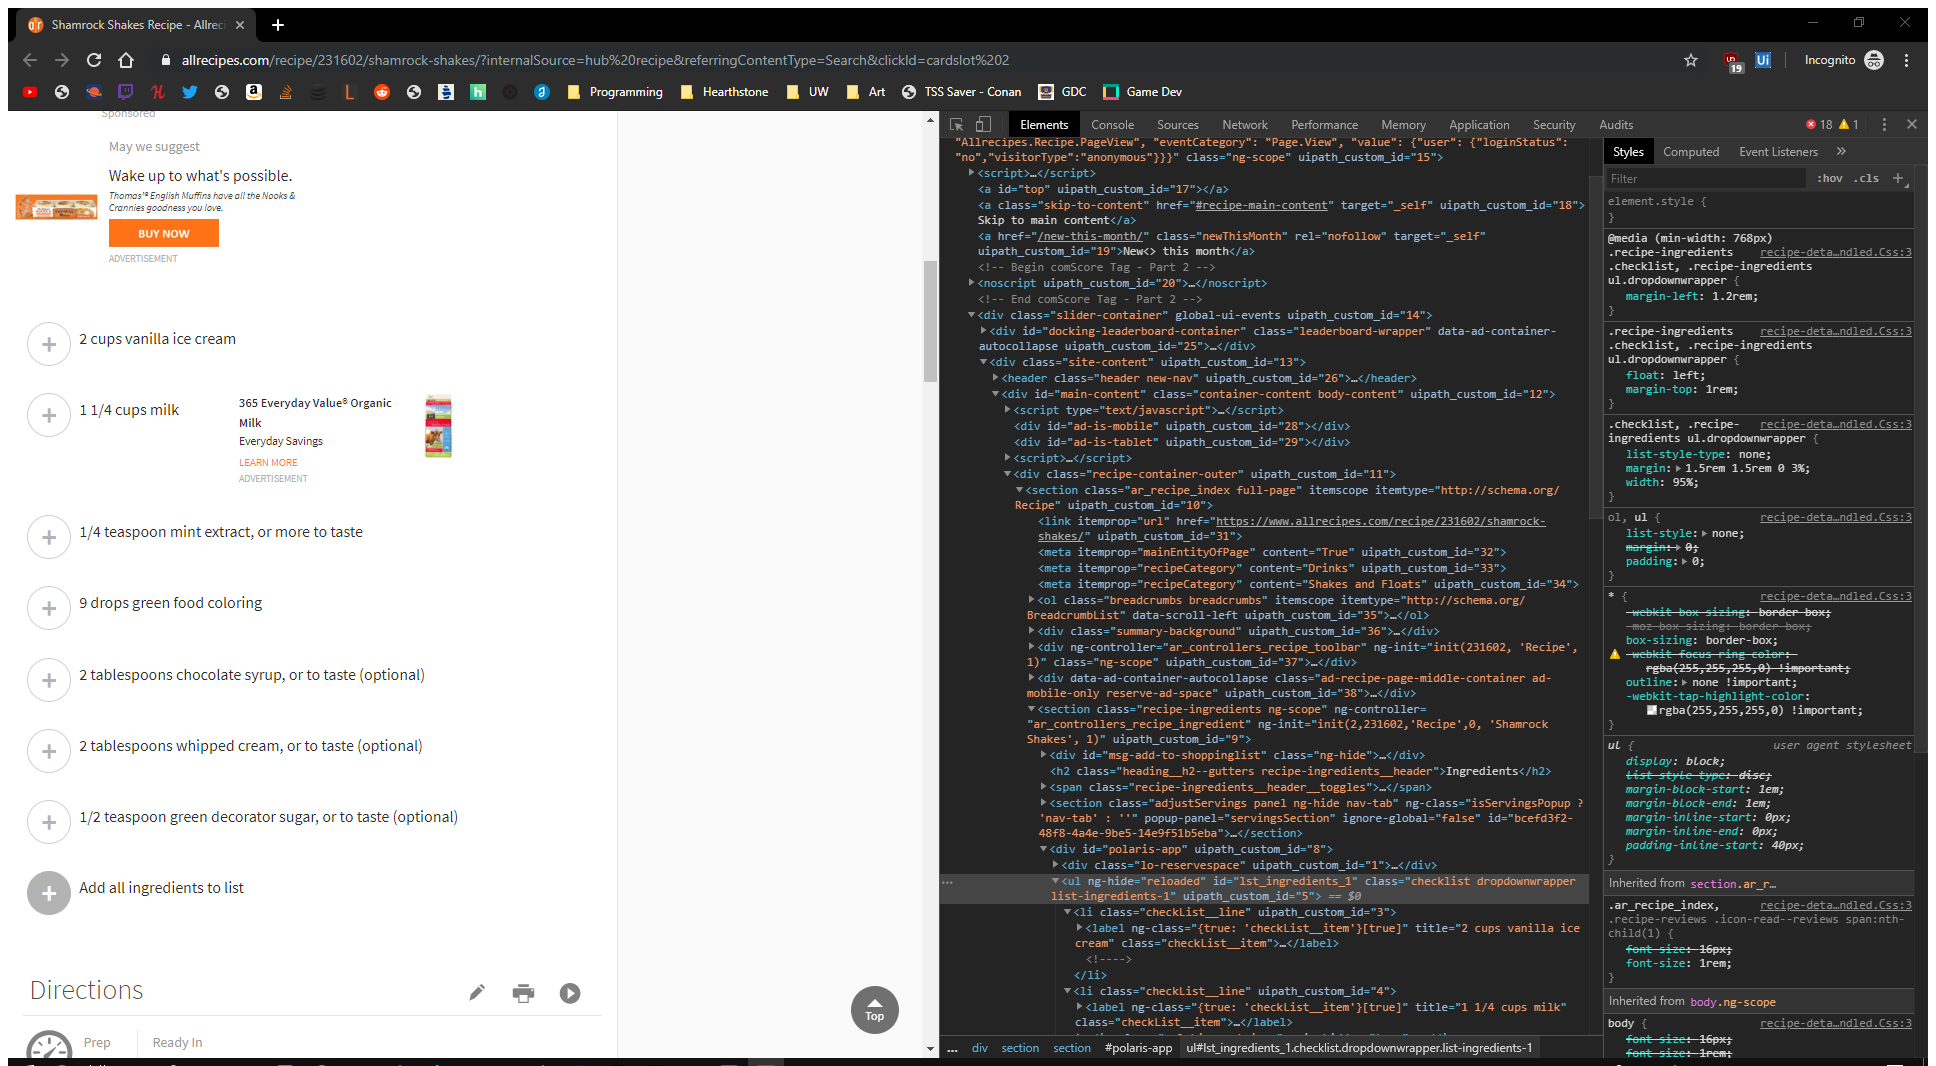 Shamrock Shakes Recipe - Allreci
allrecipes.com/recipe/231602/shamrock-shakes/?internalSource=hub%20recipe&referringContentType=Search&clickId=cardslot%202
19
Incognito
Programming
Hearthstone
UW
Art
TSS Saver - Conan
GDC
Game Dev
Sponsored
May we suggest
Wake up to what's possible.
Thomas'® English Muffins have all the Nooks &
Crannies goodness you love.
BUY NOW
ADVERTISEMENT
2 cups vanilla ice cream
1 1/4 cups milk
365 Everyday Value® Organic
Milk
Everyday Savings
LEARN MORE
ADVERTISEMENT
1/4 teaspoon mint extract, or more to taste
9 drops green food coloring
2 tablespoons chocolate syrup, or to taste (optional)
2 tablespoons whipped cream, or to taste (optional)
1/2 teaspoon green decorator sugar, or to taste (optional)
Add all ingredients to list
Directions
Top
Prep
Ready In
Elements Console Sources Network Performance Memory Application Security Audits
18 1
"Allrecipes.Recipe.PageView", "eventCategory": "Page.View", "value": {"user": {"loginStatus":
"no","visitorType":"anonymous"}}}" class="ng-scope" uipath_custom_id="15">
<script>…</script>
<a id="top" uipath_custom_id="17"></a>
<a class="skip-to-content" href="#recipe-main-content" target="_self" uipath_custom_id="18">
Skip to main content</a>
<a href="/new-this-month/" class="newThisMonth" rel="nofollow" target="_self"
uipath_custom_id="19">New<> this month</a>
<!-- Begin comScore Tag - Part 2 -->
<noscript uipath_custom_id="20">…</noscript>
<!-- End comScore Tag - Part 2 -->
<div class="slider-container" global-ui-events uipath_custom_id="14">
<div id="docking-leaderboard-container" class="leaderboard-wrapper" data-ad-container-
autocollapse uipath_custom_id="25">…</div>
<div class="site-content" uipath_custom_id="13">
<header class="header new-nav" uipath_custom_id="26">…</header>
<div id="main-content" class="container-content body-content" uipath_custom_id="12">
<script type="text/javascript">…</script>
<div id="ad-is-mobile" uipath_custom_id="28"></div>
<div id="ad-is-tablet" uipath_custom_id="29"></div>
<script>…</script>
<div class="recipe-container-outer" uipath_custom_id="11">
<section class="ar_recipe_index full-page" itemscope itemtype="http://schema.org/
Recipe" uipath_custom_id="10">
<link itemprop="url" href="https://www.allrecipes.com/recipe/231602/shamrock-
shakes/" uipath_custom_id="31">
<meta itemprop="mainEntityOfPage" content="True" uipath_custom_id="32">
<meta itemprop="recipeCategory" content="Drinks" uipath_custom_id="33">
<meta itemprop="recipeCategory" content="Shakes and Floats" uipath_custom_id="34">
<ol class="breadcrumbs breadcrumbs" itemscope itemtype="http://schema.org/
BreadcrumbList" data-scroll-left uipath_custom_id="35">…</ol>
<div class="summary-background" uipath_custom_id="36">…</div>
<div ng-controller="ar_controllers_recipe_toolbar" ng-init="init(231602, 'Recipe',
1)" class="ng-scope" uipath_custom_id="37">…</div>
<div data-ad-container-autocollapse class="ad-recipe-page-middle-container ad-
mobile-only reserve-ad-space" uipath_custom_id="38">…</div>
<section class="recipe-ingredients ng-scope" ng-controller=
"ar_controllers_recipe_ingredient" ng-init="init(2,231602,'Recipe',0, 'Shamrock
Shakes', 1)" uipath_custom_id="9">
<div id="msg-add-to-shoppinglist" class="ng-hide">…</div>
<h2 class="heading__h2--gutters recipe-ingredients__header">Ingredients</h2>
<span class="recipe-ingredients__header__toggles">…</span>
<section class="adjustServings panel ng-hide nav-tab" ng-class="isServingsPopup ?
'nav-tab' : ''" popup-panel="servingsSection" ignore-global="false" id="bcefd3f2-
48f8-4a4e-9be5-14e9f51b5eba">…</section>
<div id="polaris-app" uipath_custom_id="8">
<div class="lo-reservespace" uipath_custom_id="1">…</div>
<ul ng-hide="reloaded" id="lst_ingredients_1" class="checklist dropdownwrapper
list-ingredients-1" uipath_custom_id="5"> == $0
<li class="checkList__line" uipath_custom_id="3">
<label ng-class="{true: 'checkList__item'}[true]" title="2 cups vanilla ice
cream" class="checkList__item">…</label>
<!---->
</li>
<li class="checkList__line" uipath_custom_id="4">
<label ng-class="{true: 'checkList__item'}[true]" title="1 1/4 cups milk"
class="checkList__item">…</label>
… div section section #polaris-app ul#lst_ingredients_1.checklist.dropdownwrapper.list-ingredients-1
Styles Computed Event Listeners »
Filter :hov .cls +
element.style {
}
@media (min-width: 768px)
.recipe-ingredients recipe-deta…ndled.Css:3
.checklist, .recipe-ingredients
ul.dropdownwrapper {
margin-left: 1.2rem;
}
.recipe-ingredients recipe-deta…ndled.Css:3
.checklist, .recipe-ingredients
ul.dropdownwrapper {
float: left;
margin-top: 1rem;
}
.checklist, .recipe- recipe-deta…ndled.Css:3
ingredients ul.dropdownwrapper {
list-style-type: none;
margin: 1.5rem 1.5rem 0 3%;
width: 95%;
}
ol, ul { recipe-deta…ndled.Css:3
list-style: none;
margin: 0;
padding: 0;
}
* { recipe-deta…ndled.Css:3
-webkit-box-sizing: border-box;
-moz-box-sizing: border-box;
box-sizing: border-box;
-webkit-focus-ring-color:
rgba(255,255,255,0) !important;
outline: none !important;
-webkit-tap-highlight-color:
rgba(255,255,255,0) !important;
}
ul { user agent stylesheet
display: block;
list-style-type: disc;
margin-block-start: 1em;
margin-block-end: 1em;
margin-inline-start: 0px;
margin-inline-end: 0px;
padding-inline-start: 40px;
}
Inherited from section.ar_r…
.ar_recipe_index, recipe-deta…ndled.Css:3
.recipe-reviews .icon-read--reviews span:nth-
child(1) {
font-size: 16px;
font-size: 1rem;
}
Inherited from body.ng-scope
body { recipe-deta…ndled.Css:3
font-size: 16px;
font-size: 1rem;